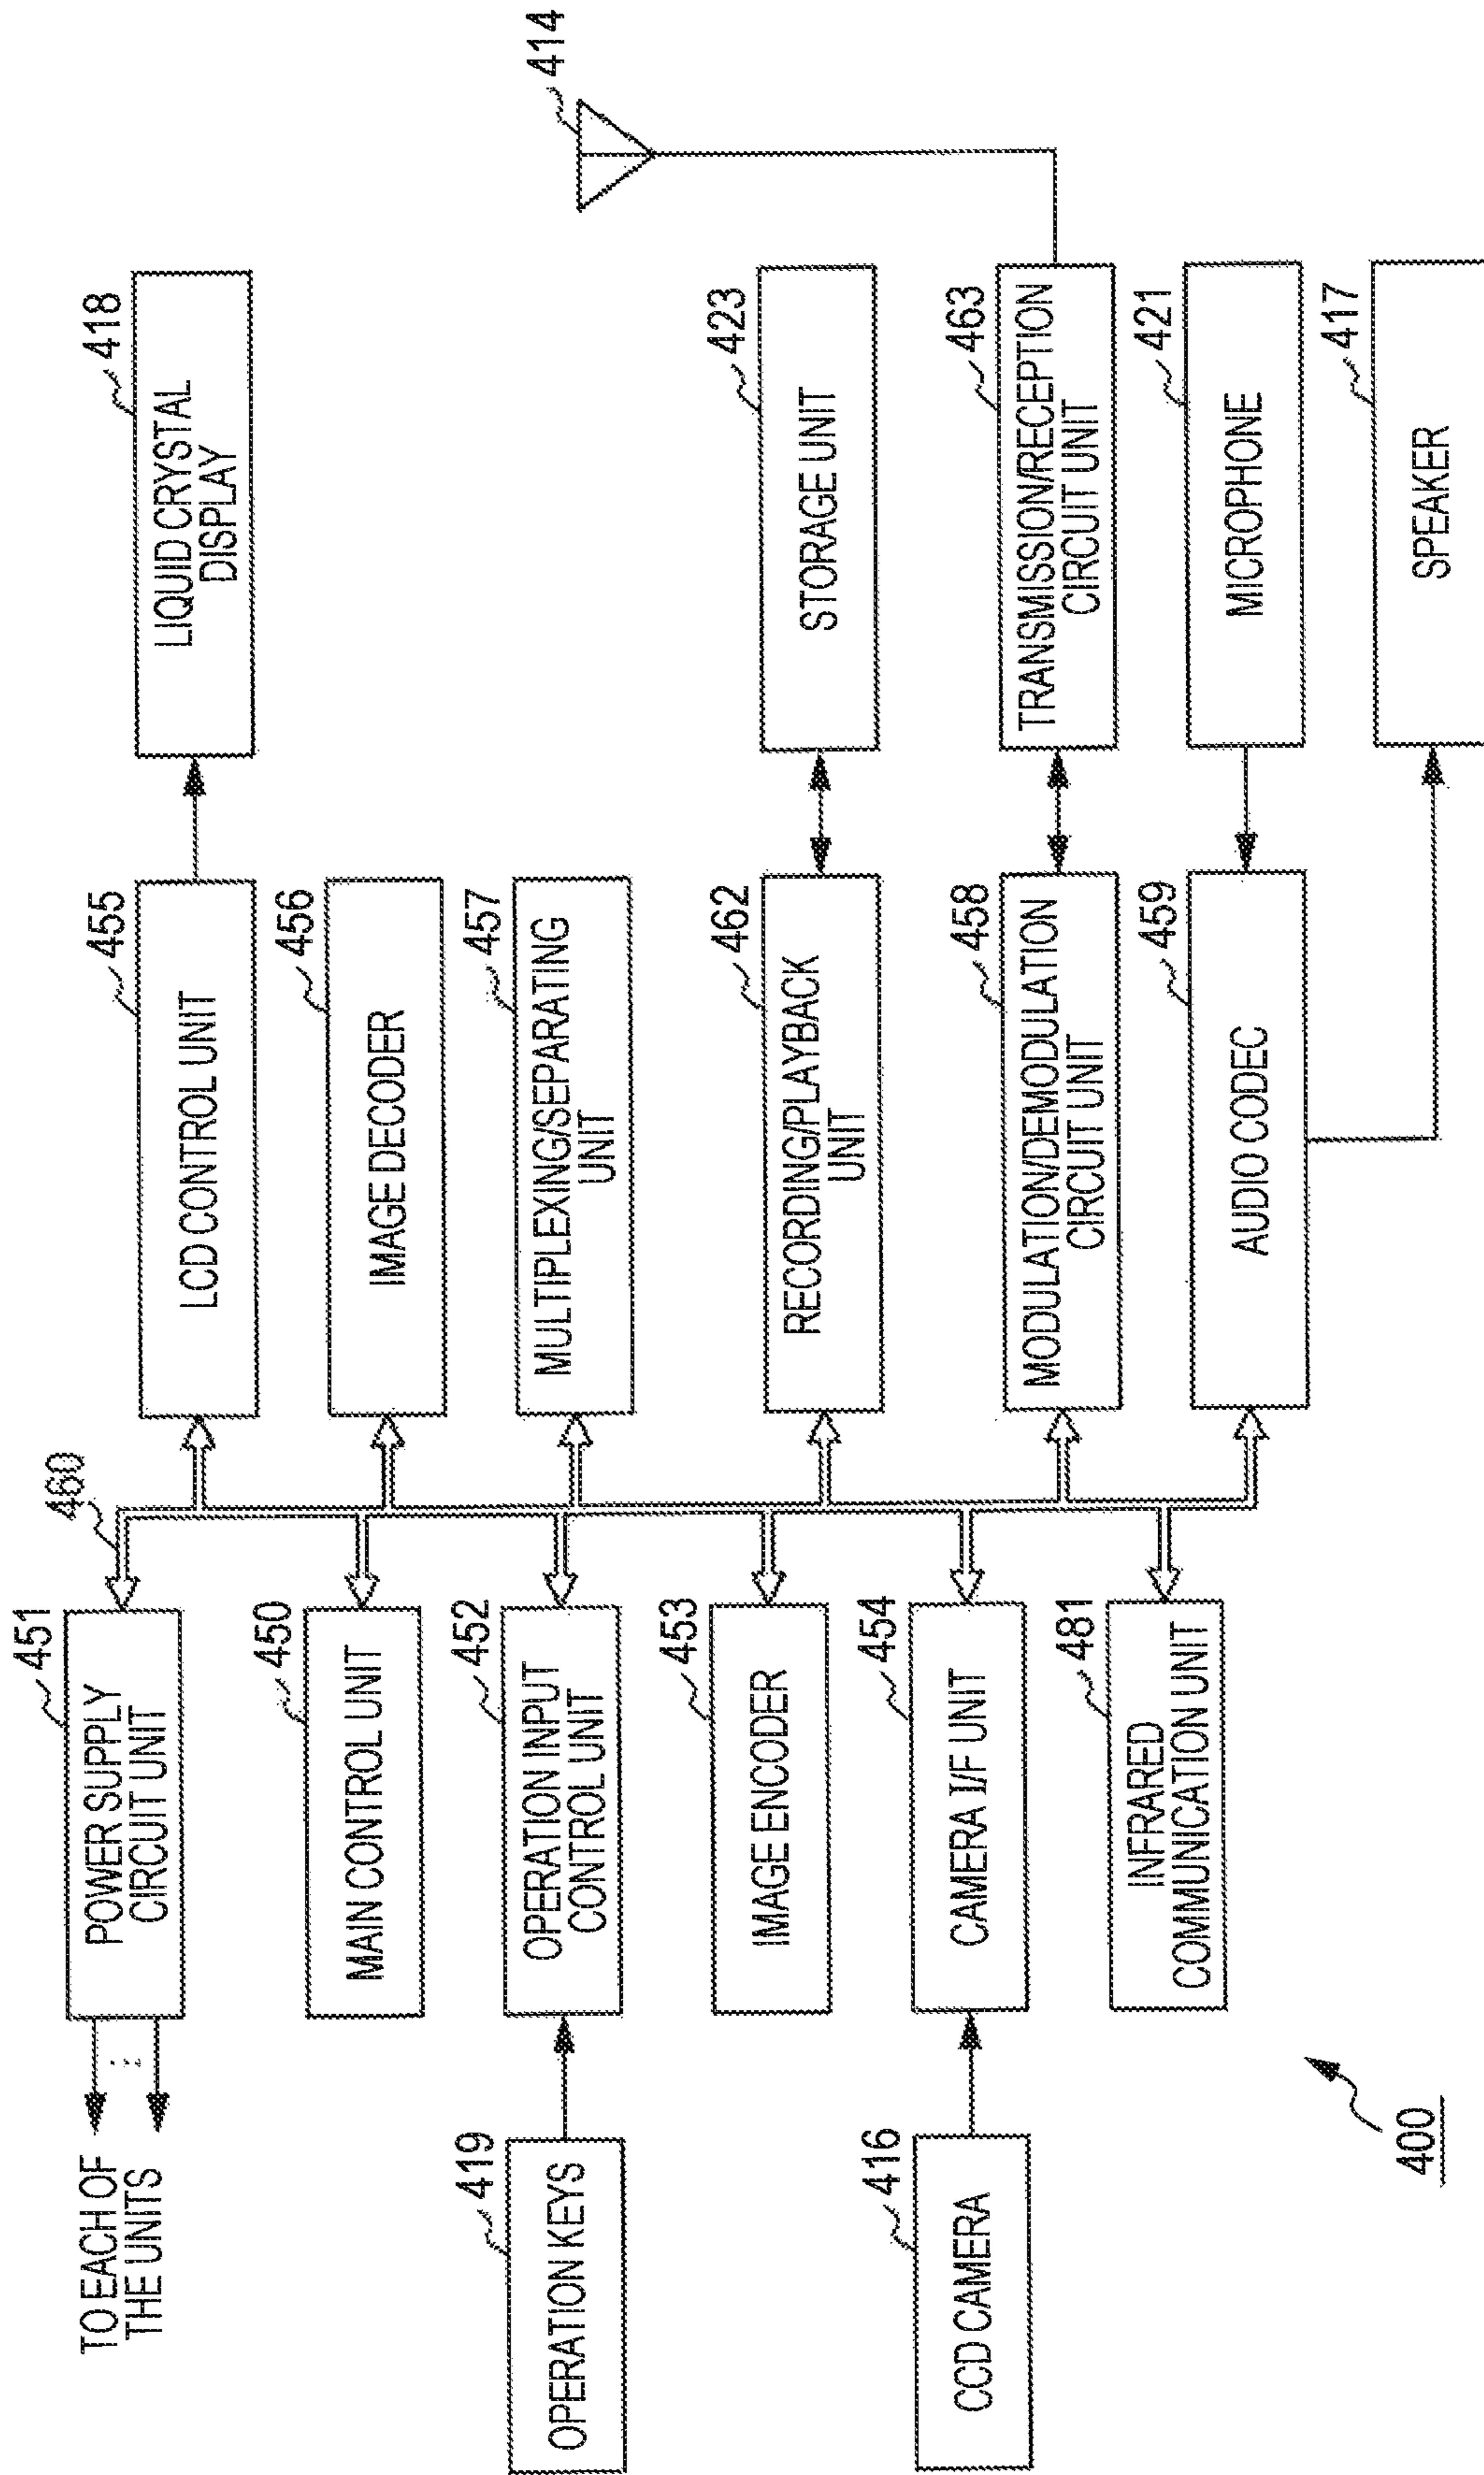 TO EACH OF
THE UNITS
451
POWER SUPPLY
CIRCUIT UNIT
460
455
LCD CONTROL UNIT
418
LIQUID CRYSTAL
DISPLAY
450
MAIN CONTROL UNIT
456
IMAGE DECODER
419
OPERATION KEYS
452
OPERATION INPUT
CONTROL UNIT
457
MULTIPLEXING/SEPARATING
UNIT
414
453
IMAGE ENCODER
462
RECORDING/PLAYBACK
UNIT
423
STORAGE UNIT
416
CCD CAMERA
454
CAMERA I/F UNIT
458
MODULATION/DEMODULATION
CIRCUIT UNIT
463
TRANSMISSION/RECEPTION
CIRCUIT UNIT
481
INFRARED
COMMUNICATION UNIT
459
AUDIO CODEC
421
MICROPHONE
417
SPEAKER
400